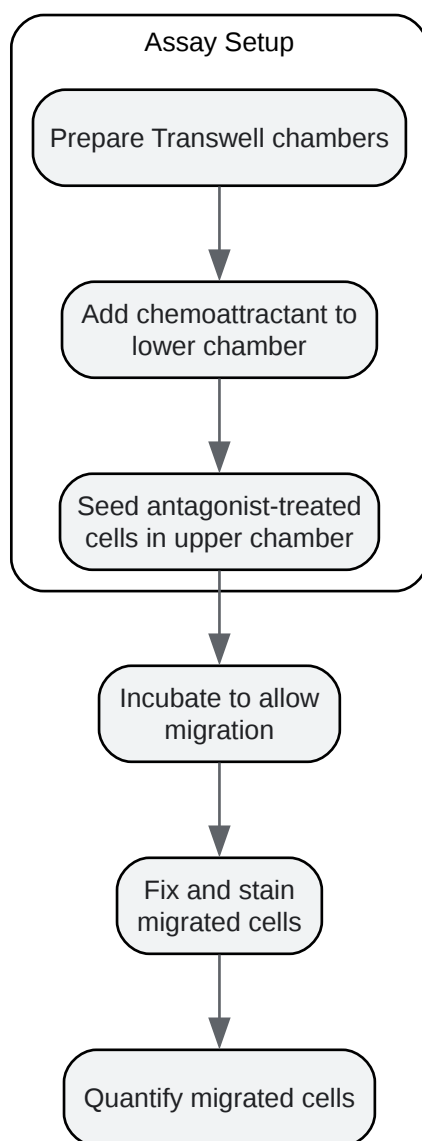 Assay Setup
Prepare Transwell chambers
Add chemoattractant to
lower chamber
Seed antagonist-treated
cells in upper chamber
Incubate to allow
migration
Fix and stain
migrated cells
Quantify migrated cells